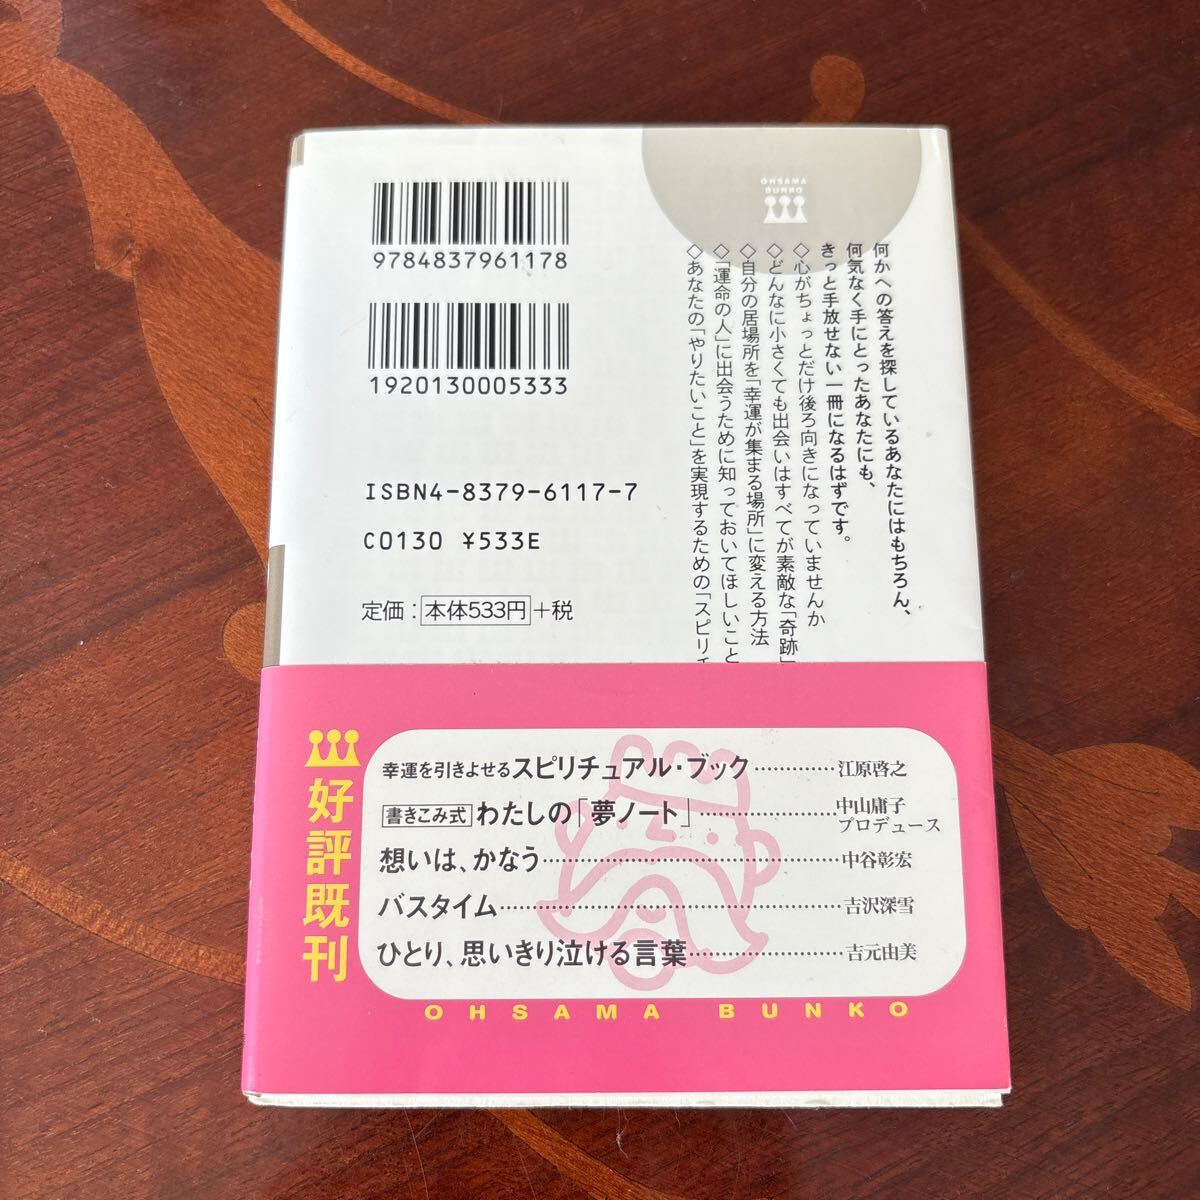 OHSAMA
BUNKO
何かへの答えを探しているあなたにはもちろん、
何気なく手にとったあなたにも、
きっと手放せない一冊になるはずです。
◇心がちょっとだけ後ろ向きになっていませんか
◇どんなに小さくても出会いはすべてが素敵な「奇跡」
◇自分の居場所を「幸運が集まる場所」に変える方法
◇「運命の人」に出会うために知っておいてほしいこと
◇あなたの「やりたいこと」を実現するための「スピリ
9784837961178
1920130005333
ISBN4-8379-6117-7
C0130 ¥533E
定価：本体533円+税
好評既刊
幸運を引きよせるスピリチュアル・ブック…………江原啓之
書きこみ式 わたしの「夢ノート」…………中山庸子
プロデュース
想いは、かなう…………中谷彰宏
バスタイム…………吉沢深雪
ひとり、思いきり泣ける言葉…………吉元由美
OHSAMA BUNKO